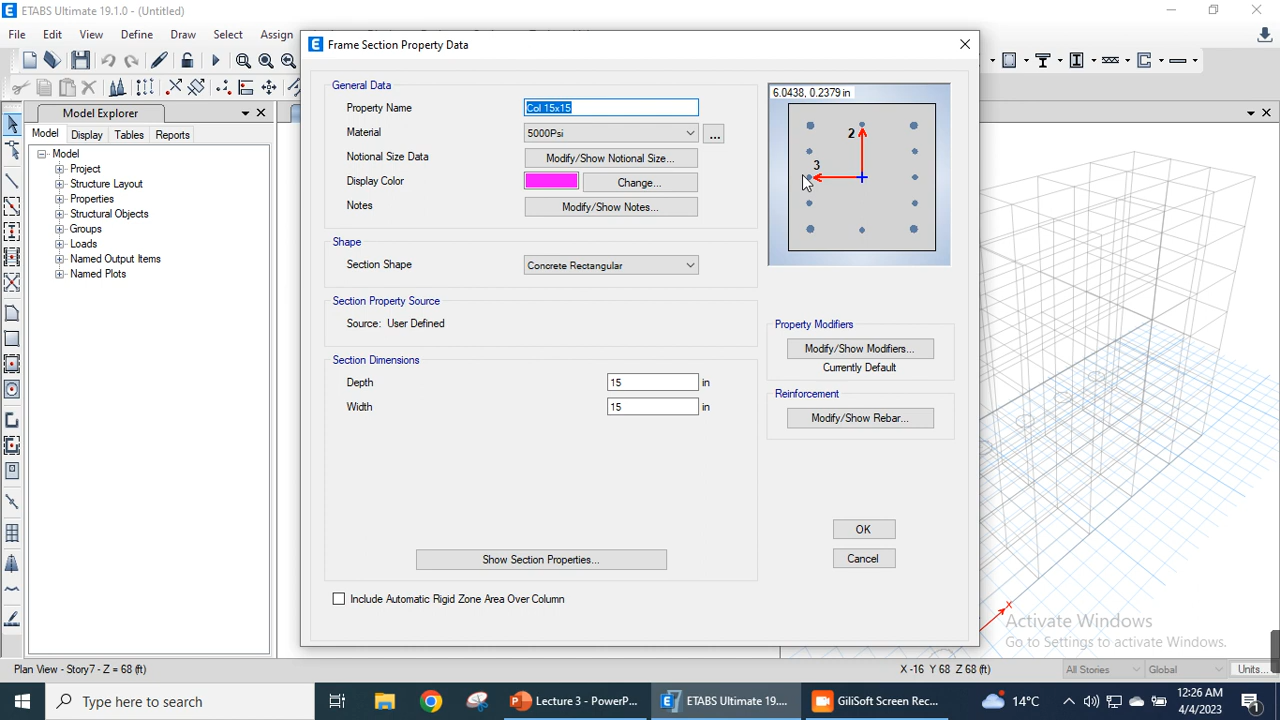 ETABS Ultimate 19.1.0 - (Untitled)
File Edit View Define Draw Select Assign
Frame Section Property Data
Model Explorer
Model Display Tables Reports
Model
Project
Structure Layout
Properties
Structural Objects
Groups
Loads
Named Output Items
Named Plots
General Data
Property Name Col 15x15
Material 5000Psi ...
Notional Size Data Modify/Show Notional Size...
Display Color Change...
Notes Modify/Show Notes...
Shape
Section Shape Concrete Rectangular
Section Property Source
Source: User Defined
Section Dimensions
Depth 15 in
Width 15 in
Show Section Properties...
Include Automatic Rigid Zone Area Over Column
6.0438, 0.2379 in
2
3
Property Modifiers
Modify/Show Modifiers...
Currently Default
Reinforcement
Modify/Show Rebar...
OK
Cancel
X
Activate Windows
Go to Settings to activate Windows.
Plan View - Story7 - Z = 68 (ft) X -16 Y 68 Z 68 (ft) All Stories Global Units...
Type here to search Lecture 3 - PowerP... ETABS Ultimate 19.... GiliSoft Screen Rec... 14°C 12:26 AM
4/4/2023 1